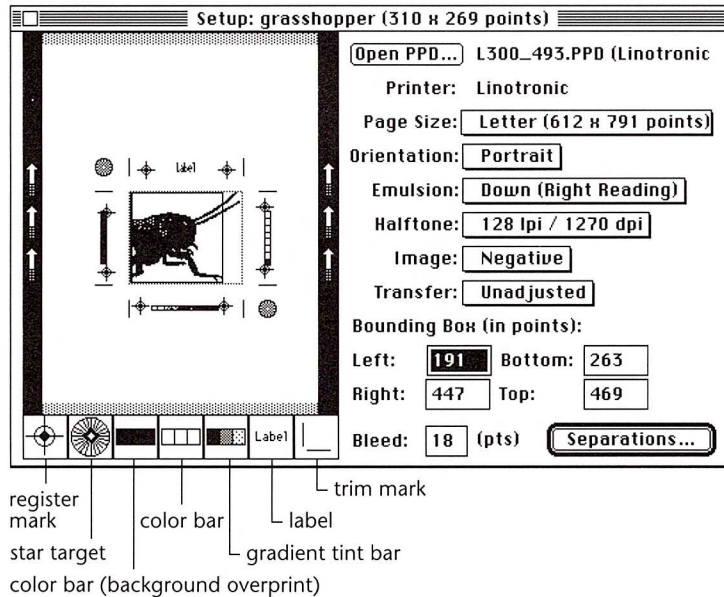 Setup: grasshopper (310 x 269 points)
Open PPD... L300_493.PPD (Linotronic
Printer: Linotronic
Page Size: Letter (612 x 791 points)
Orientation: Portrait
Emulsion: Down (Right Reading)
Halftone: 128 lpi / 1270 dpi
Image: Negative
Transfer: Unadjusted
Bounding Box (in points):
Left: 191 Bottom: 263
Right: 447 Top: 469
Bleed: 18 (pts) Separations...
Label
Label
register
mark
star target
color bar (background overprint)
color bar
gradient tint bar
label
trim mark